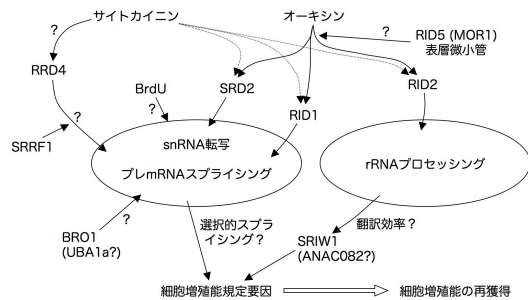 サイトカイニン
オーキシン
?
?
RID5 (MOR1)
表層微小管
RRD4
BrdU
?
SRD2
RID1
RID2
?
SRRF1
snRNA転写
プレmRNAスプライシング
rRNAプロセッシング
?
BRO1
(UBA1a?)
選択的スプラ
イシング？
翻訳効率？
SRIW1
(ANAC082?)
細胞増殖能規定要因
細胞増殖能の再獲得